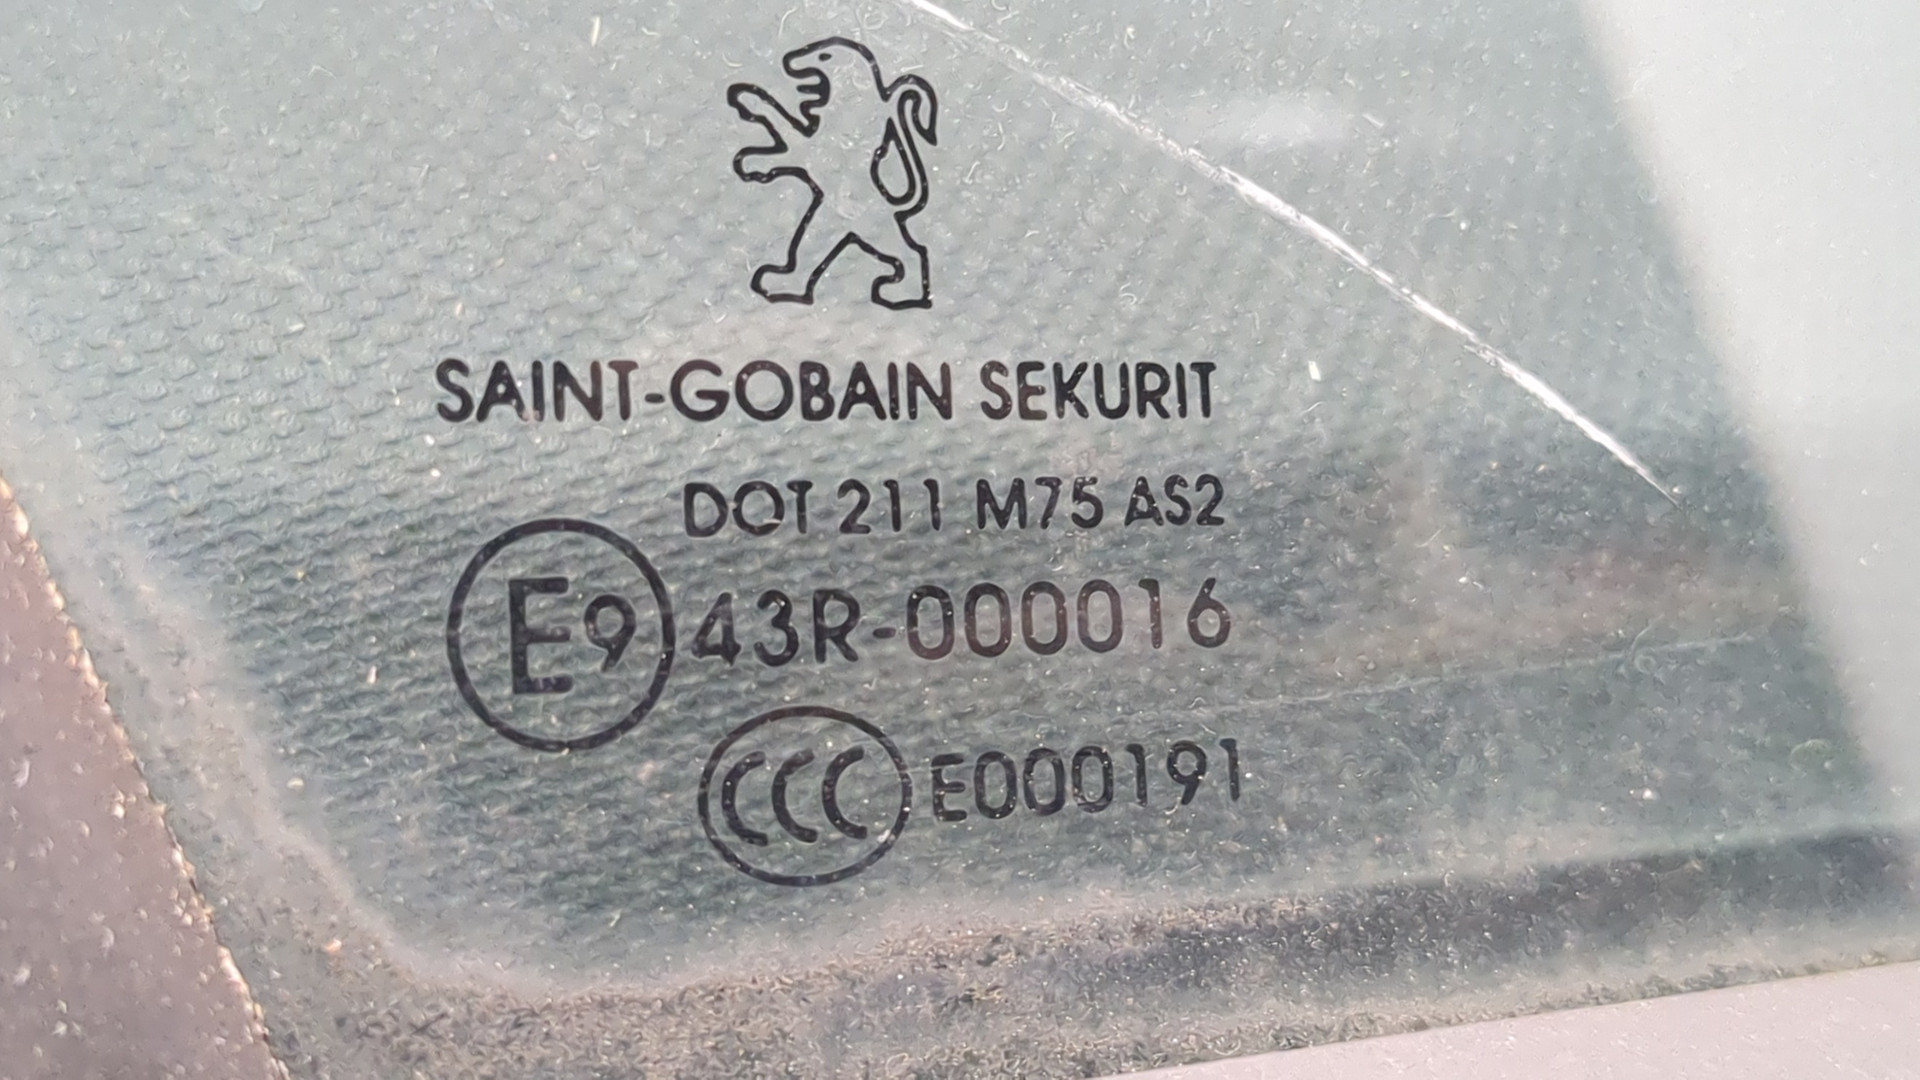 SAINT-GOBAIN SEKURIT
DOT 211 M75 AS2
E9 43R-000016
CCC E000191